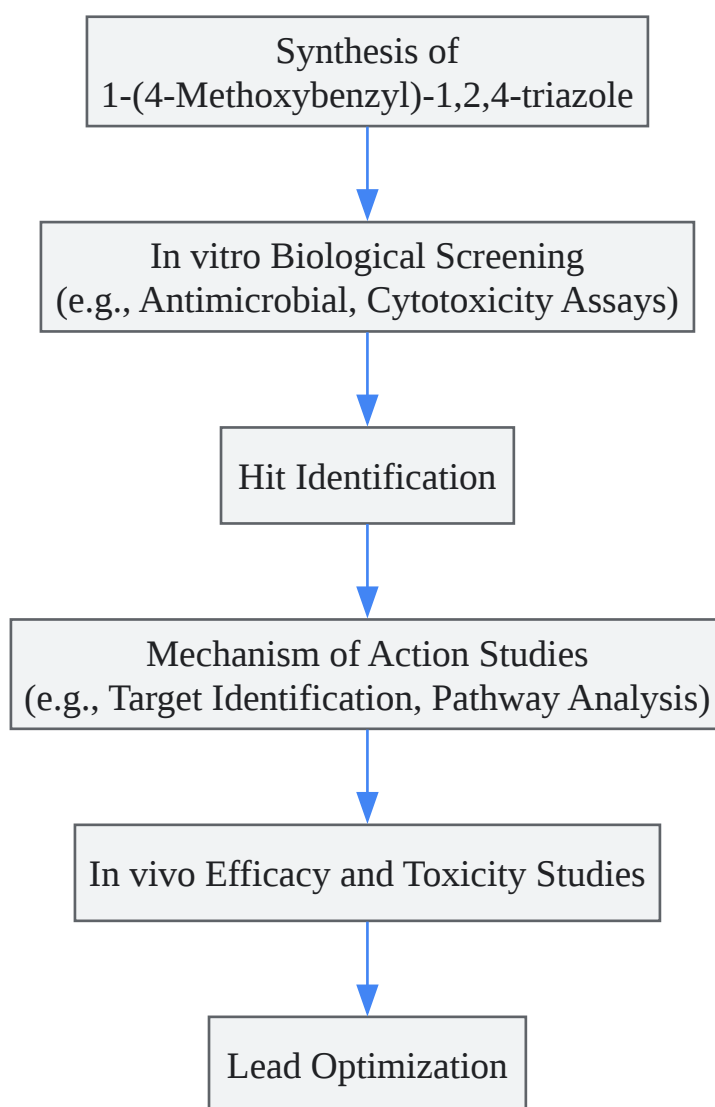 Synthesis of
1-(4-Methoxybenzyl)-1,2,4-triazole
In vitro Biological Screening
(e.g., Antimicrobial, Cytotoxicity Assays)
Hit Identification
Mechanism of Action Studies
(e.g., Target Identification, Pathway Analysis)
In vivo Efficacy and Toxicity Studies
Lead Optimization